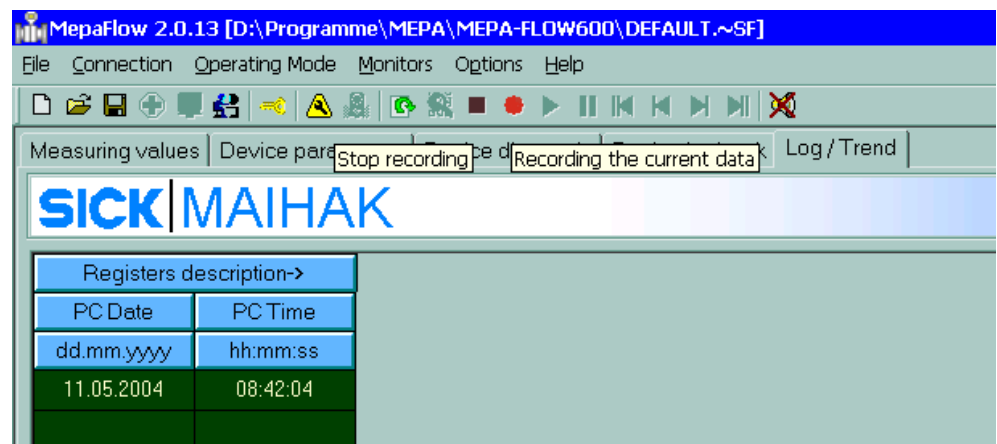 MepaFlow 2.0.13 [D:\Programme\MEPA\MEPA-FLOW600\DEFAULT.~SF]
File Connection Operating Mode Monitors Options Help
Measuring values Device para Stop recording ce d Recording the current data k Log / Trend
SICK MAIHAK
Registers description->
PC Date PC Time
dd.mm.yyyy hh:mm:ss
11.05.2004 08:42:04